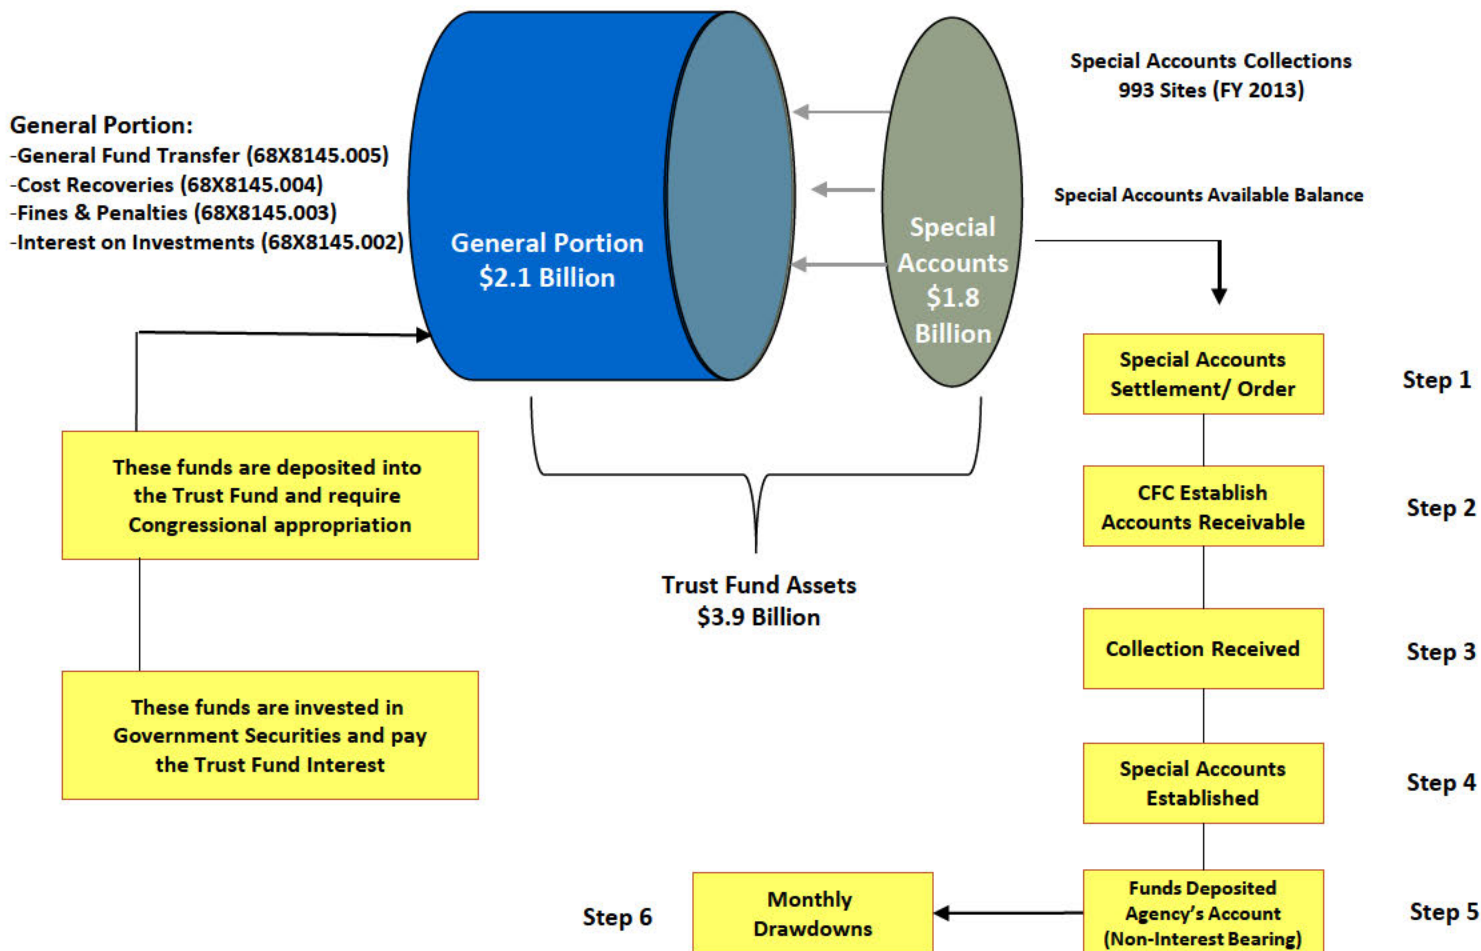 Special Accounts Collections
993 Sites (FY 2013)
General Portion:
-General Fund Transfer (68X8145.005)
-Cost Recoveries (68X8145.004)
-Fines & Penalties (68X8145.003)
-Interest on Investments (68X8145.002)
General Portion
$2.1 Billion
Special
Accounts
$1.8
Billion
Special Accounts Available Balance
These funds are deposited into
the Trust Fund and require
Congressional appropriation
These funds are invested in
Government Securities and pay
the Trust Fund Interest
Trust Fund Assets
$3.9 Billion
Special Accounts
Settlement/ Order
Step 1
CFC Establish
Accounts Receivable
Step 2
Collection Received
Step 3
Special Accounts
Established
Step 4
Funds Deposited
Agency's Account
(Non-Interest Bearing)
Step 5
Step 6
Monthly
Drawdowns